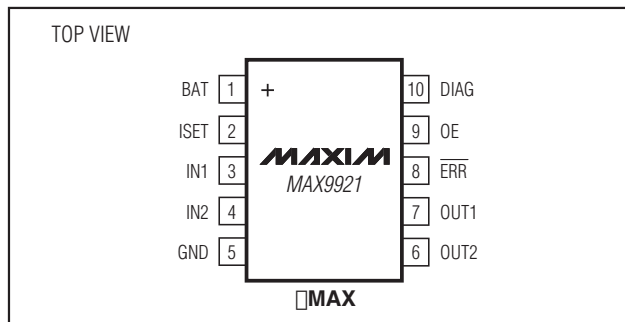 TOP VIEW
BAT 1 + 10 DIAG
ISET 2 9 OE
IN1 3 MAXIM 8 ERR
MAX9921
IN2 4 7 OUT1
GND 5 6 OUT2
▯MAX